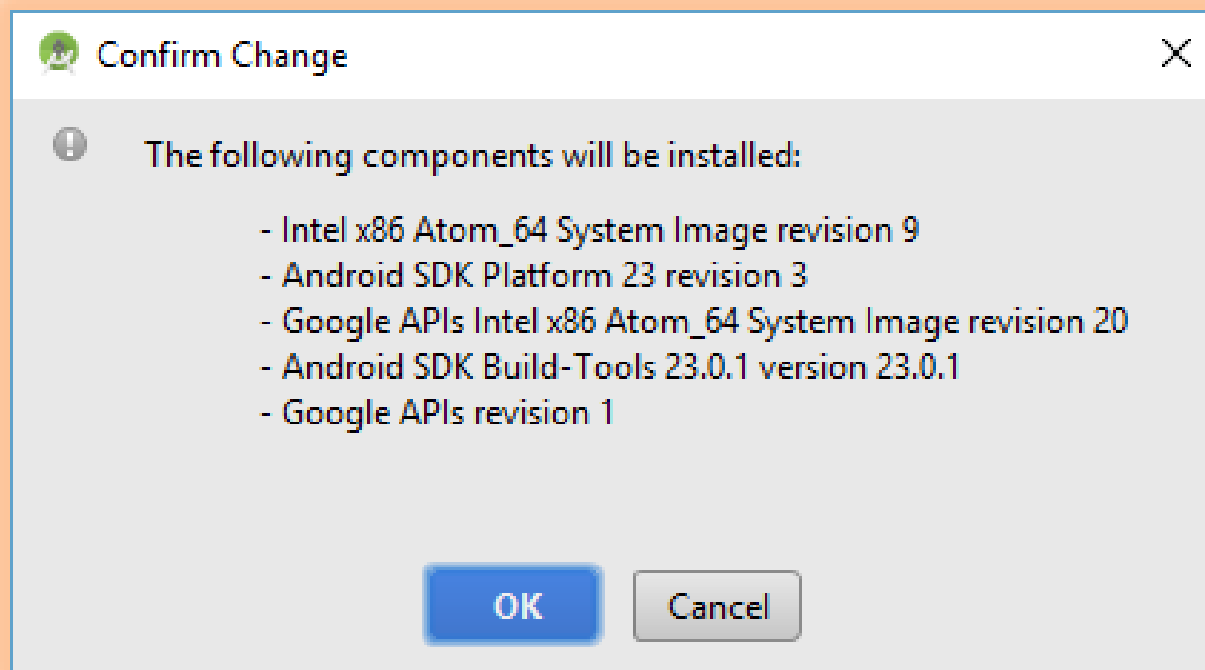 Confirm Change
The following components will be installed:
- Intel x86 Atom_64 System Image revision 9
- Android SDK Platform 23 revision 3
- Google APIs Intel x86 Atom_64 System Image revision 20
- Android SDK Build-Tools 23.0.1 version 23.0.1
- Google APIs revision 1
OK Cancel